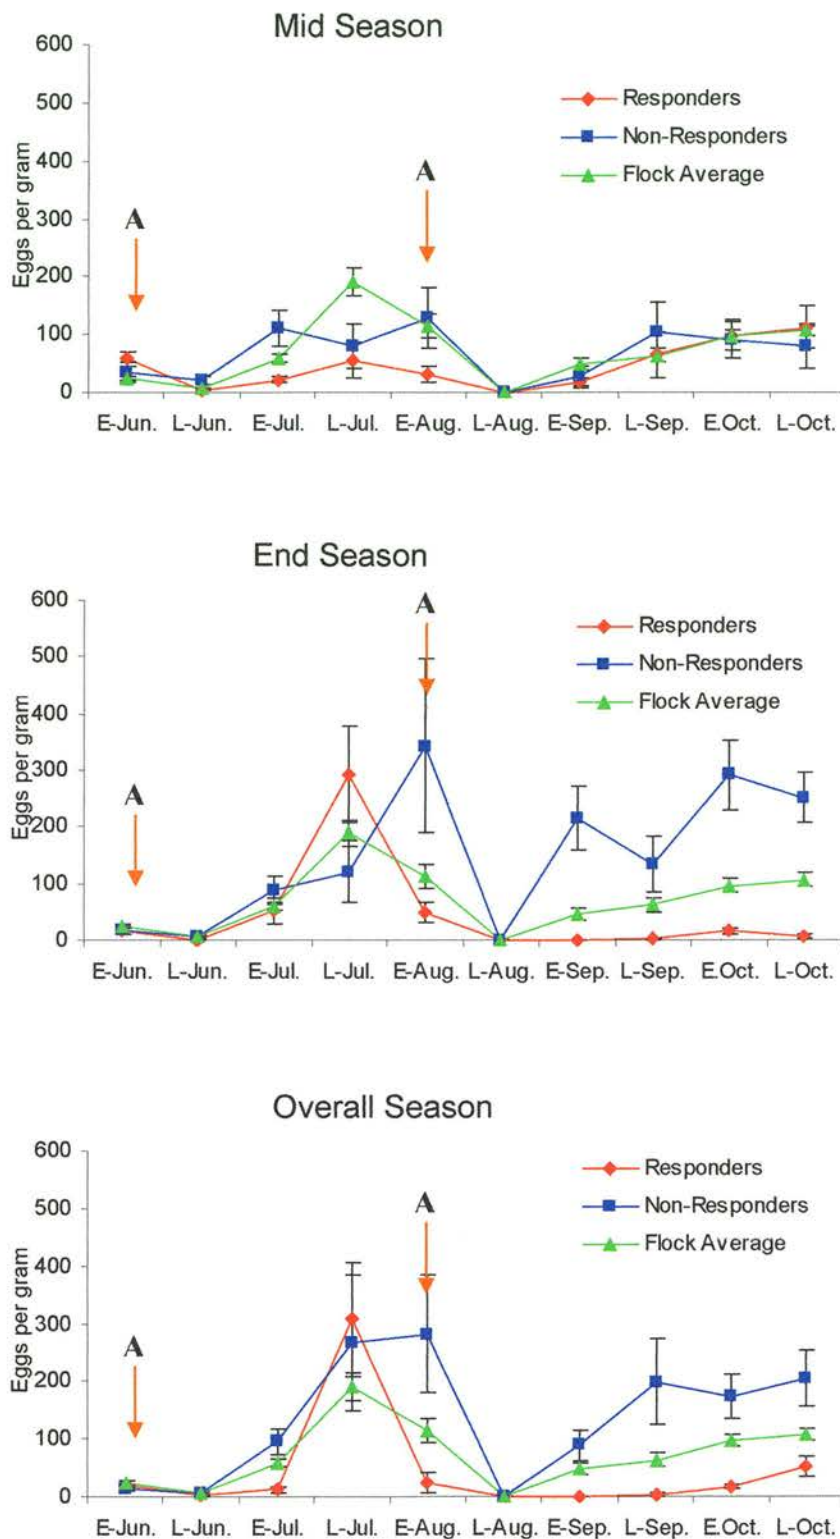 Mid Season
600
500
400
300
200
100
0
Eggs per gram
A
A
Responders
Non-Responders
Flock Average
E-Jun. L-Jun. E-Jul. L-Jul. E-Aug. L-Aug. E-Sep. L-Sep. E.Oct. L-Oct.
End Season
600
500
400
300
200
100
0
Eggs per gram
A
A
Responders
Non-Responders
Flock Average
E-Jun. L-Jun. E-Jul. L-Jul. E-Aug. L-Aug. E-Sep. L-Sep. E.Oct. L-Oct.
Overall Season
600
500
400
300
200
100
0
Eggs per gram
A
A
Responders
Non-Responders
Flock Average
E-Jun. L-Jun. E-Jul. L-Jul. E-Aug. L-Aug. E-Sep. L-Sep. E.Oct. L-Oct.